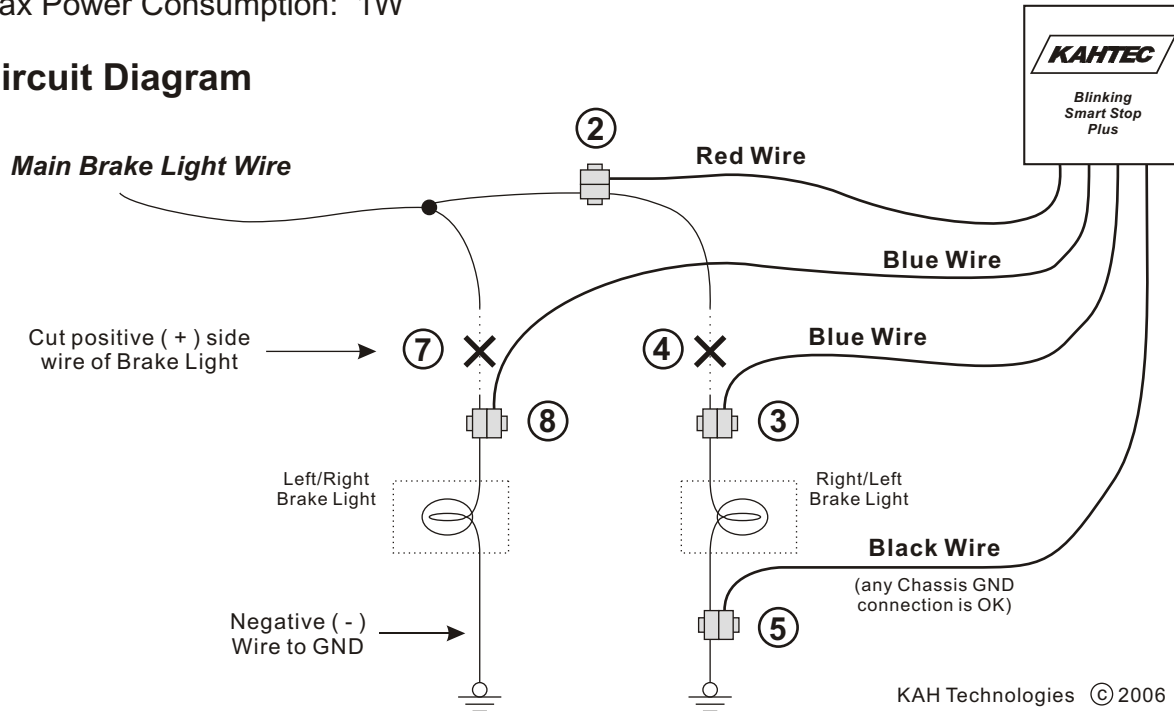 ax Power Consumption: 1W
ircuit Diagram
KAHTEC
Blinking
Smart Stop
Plus
Main Brake Light Wire
2
Red Wire
Blue Wire
Blue Wire
Cut positive ( + ) side
wire of Brake Light
7
4
8
3
Left/Right
Brake Light
Right/Left
Brake Light
Black Wire
(any Chassis GND
connection is OK)
Negative ( - )
Wire to GND
5
KAH Technologies © 2006